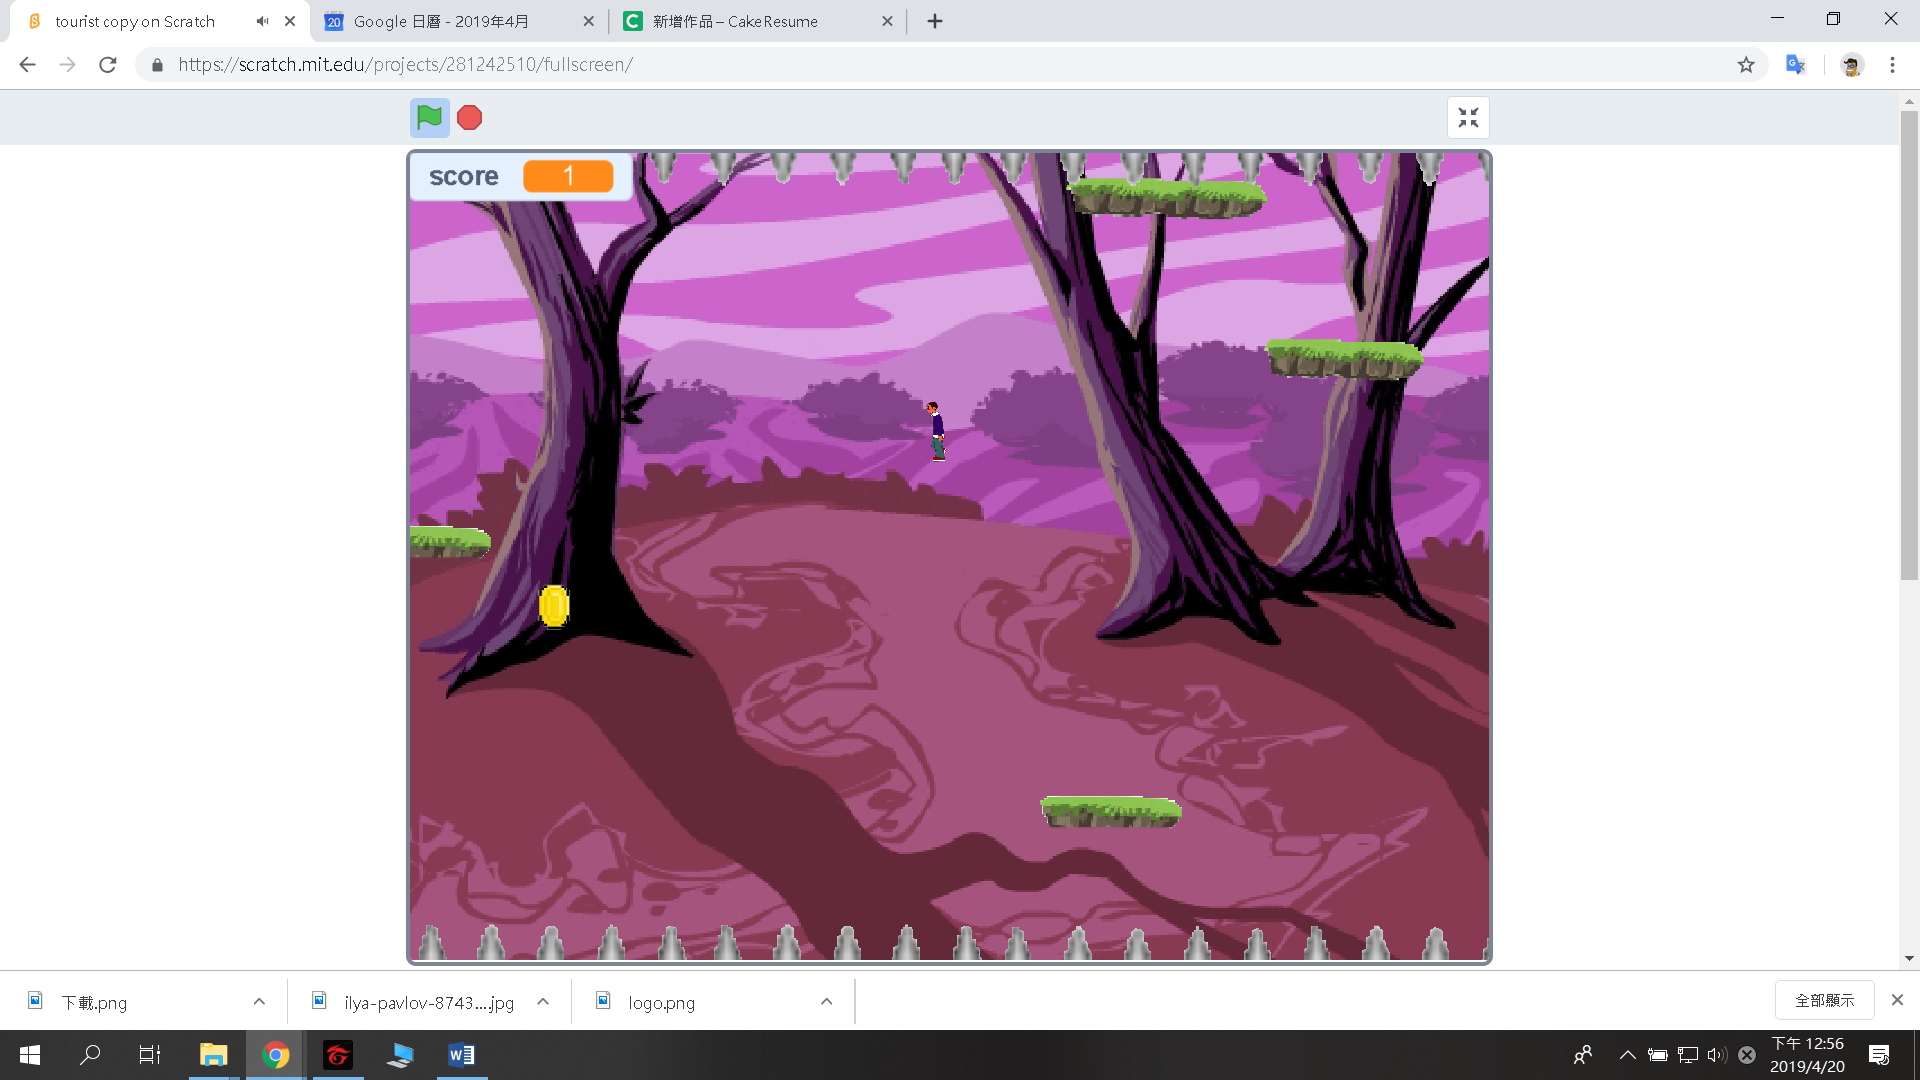 tourist copy on Scratch
20
Google 日曆 - 2019年4月
C
新增作品 – CakeResume
https://scratch.mit.edu/projects/281242510/fullscreen/
score 1
下載.png
ilya-pavlov-8743....jpg
logo.png
全部顯示
下午 12:56
2019/4/20